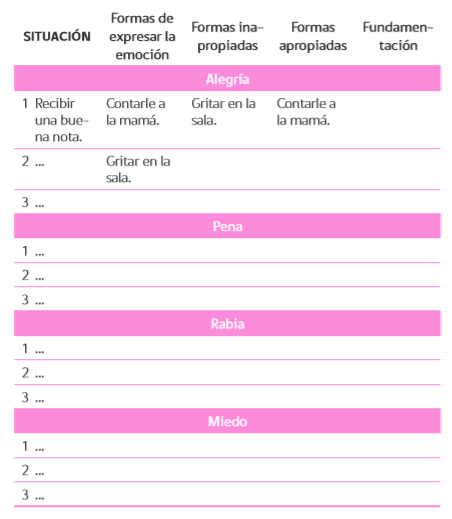 SITUACIÓN
Formas de
expresar la
emoción
Formas ina-
propiadas
Formas
apropiadas
Fundamen-
tación
Alegría
1 Recibir
una bue-
na nota.
Contarle a
la mamá.
Gritar en la
sala.
Contarle a
la mamá.
2 ...
Gritar en la
sala.
3 ...
Pena
1 ...
2 ...
3 ...
Rabia
1 ...
2 ...
3 ...
Miedo
1 ...
2 ...
3 ...